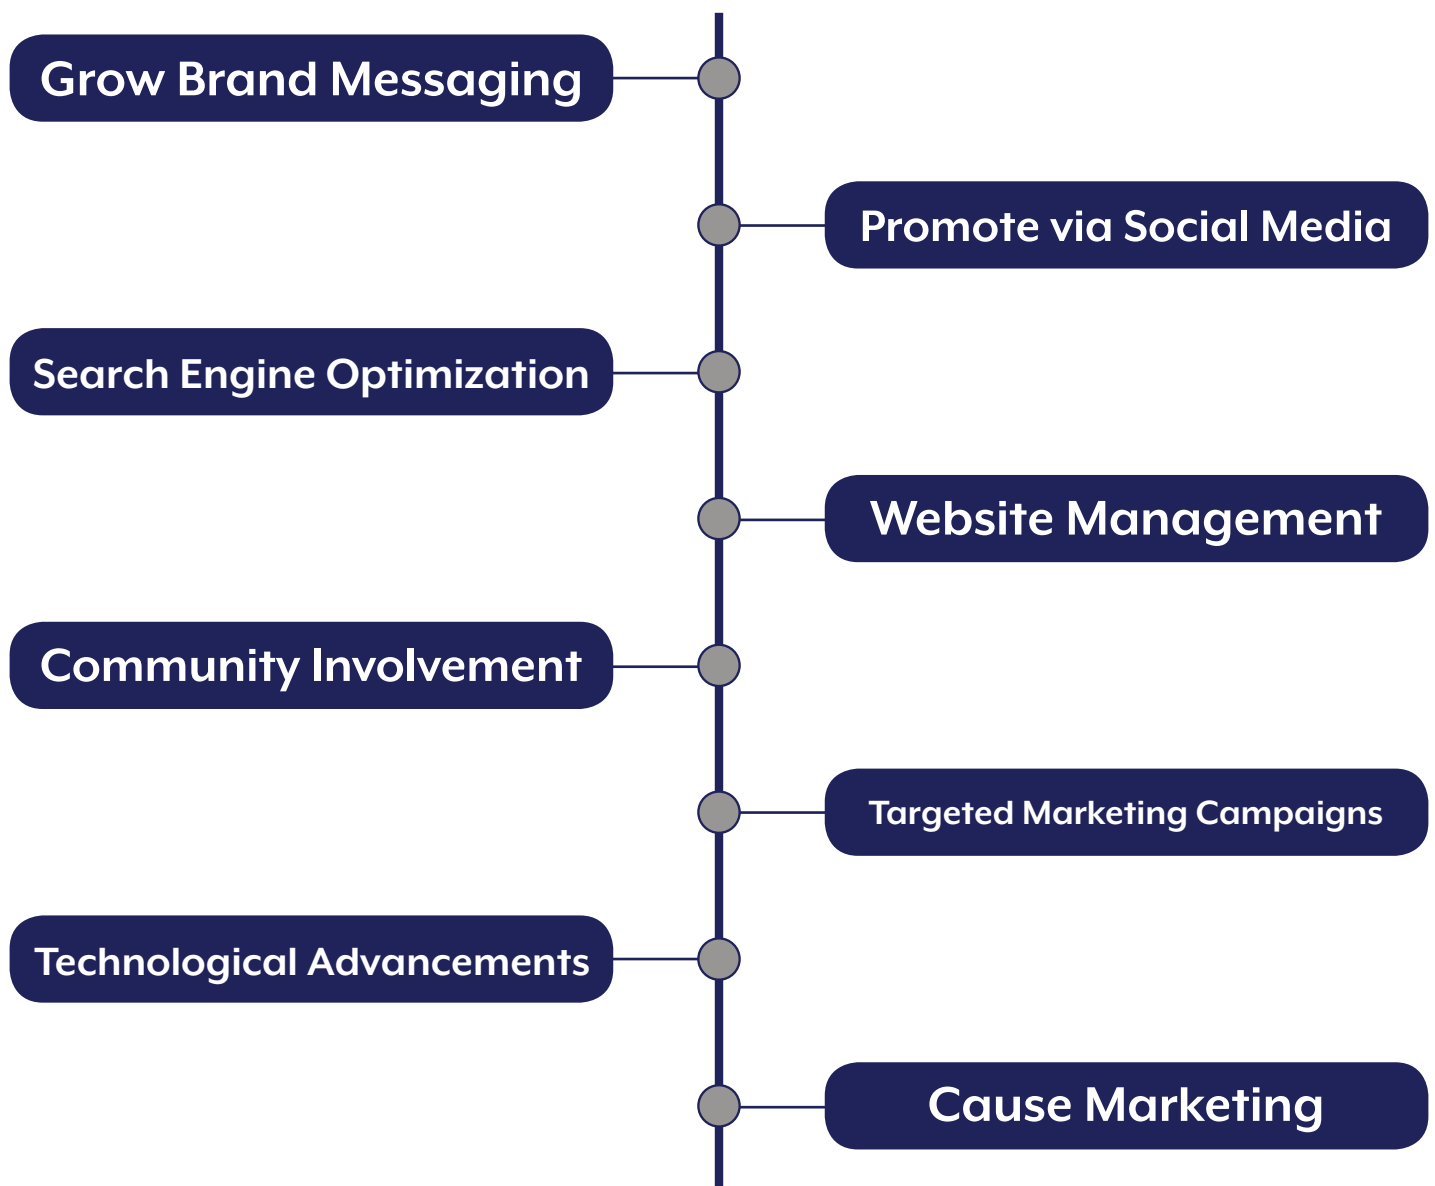 Grow Brand Messaging
Promote via Social Media
Search Engine Optimization
Website Management
Community Involvement
Targeted Marketing Campaigns
Technological Advancements
Cause Marketing